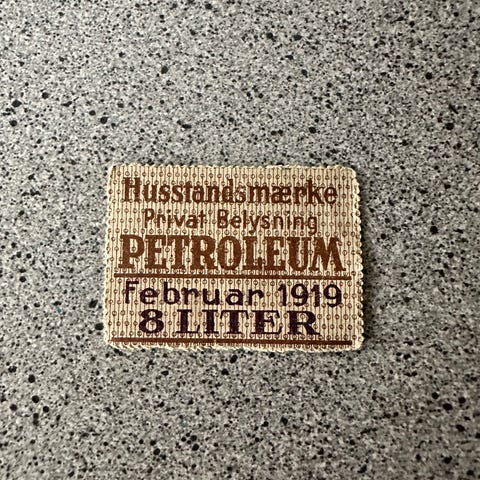 Husstandsmærke
Privat Belysning
PETROLEUM
Februar 1919
8 LITER